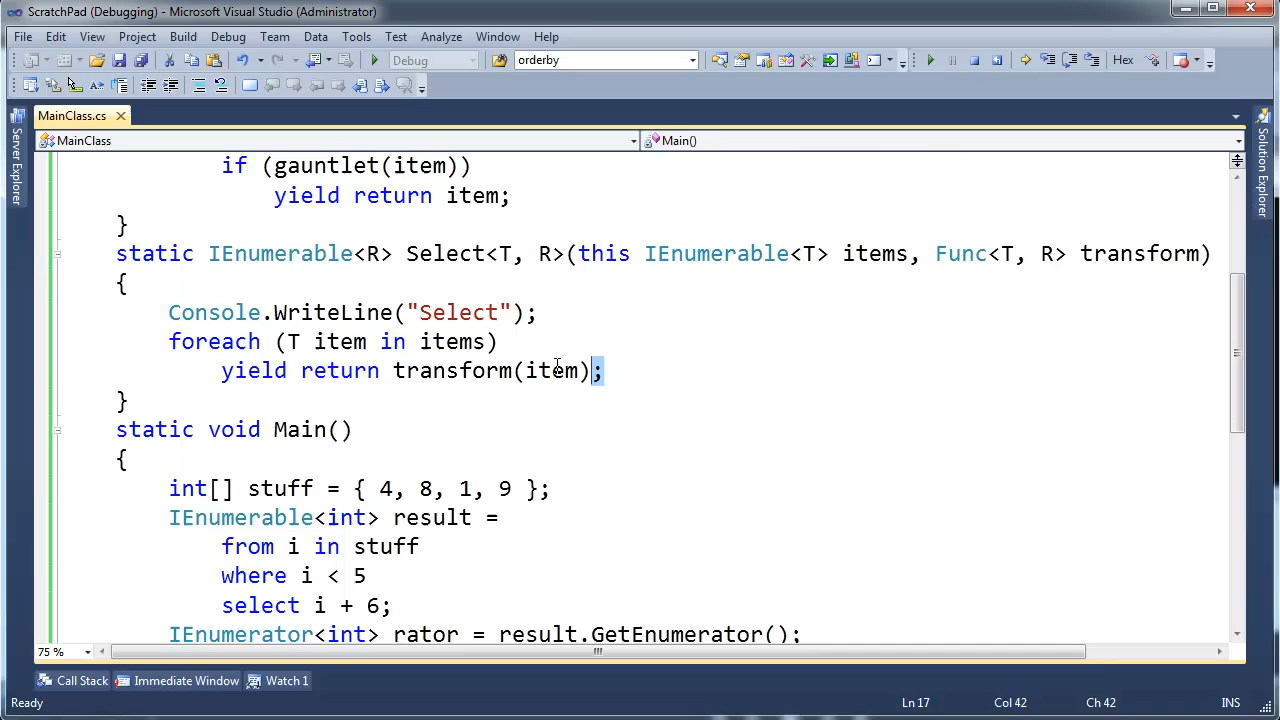 ScratchPad (Debugging) - Microsoft Visual Studio (Administrator)
File Edit View Project Build Debug Team Data Tools Test Analyze Window Help
Debug orderby Hex
MainClass.cs
MainClass Main()
Server Explorer
Solution Explorer
if (gauntlet(item))
yield return item;
}
static IEnumerable<R> Select<T, R>(this IEnumerable<T> items, Func<T, R> transform)
{
Console.WriteLine("Select");
foreach (T item in items)
yield return transform(item);
}
static void Main()
{
int[] stuff = { 4, 8, 1, 9 };
IEnumerable<int> result =
from i in stuff
where i < 5
select i + 6;
IEnumerator<int> rator = result.GetEnumerator();
75 %
Call Stack Immediate Window Watch 1
Ready Ln 17 Col 42 Ch 42 INS